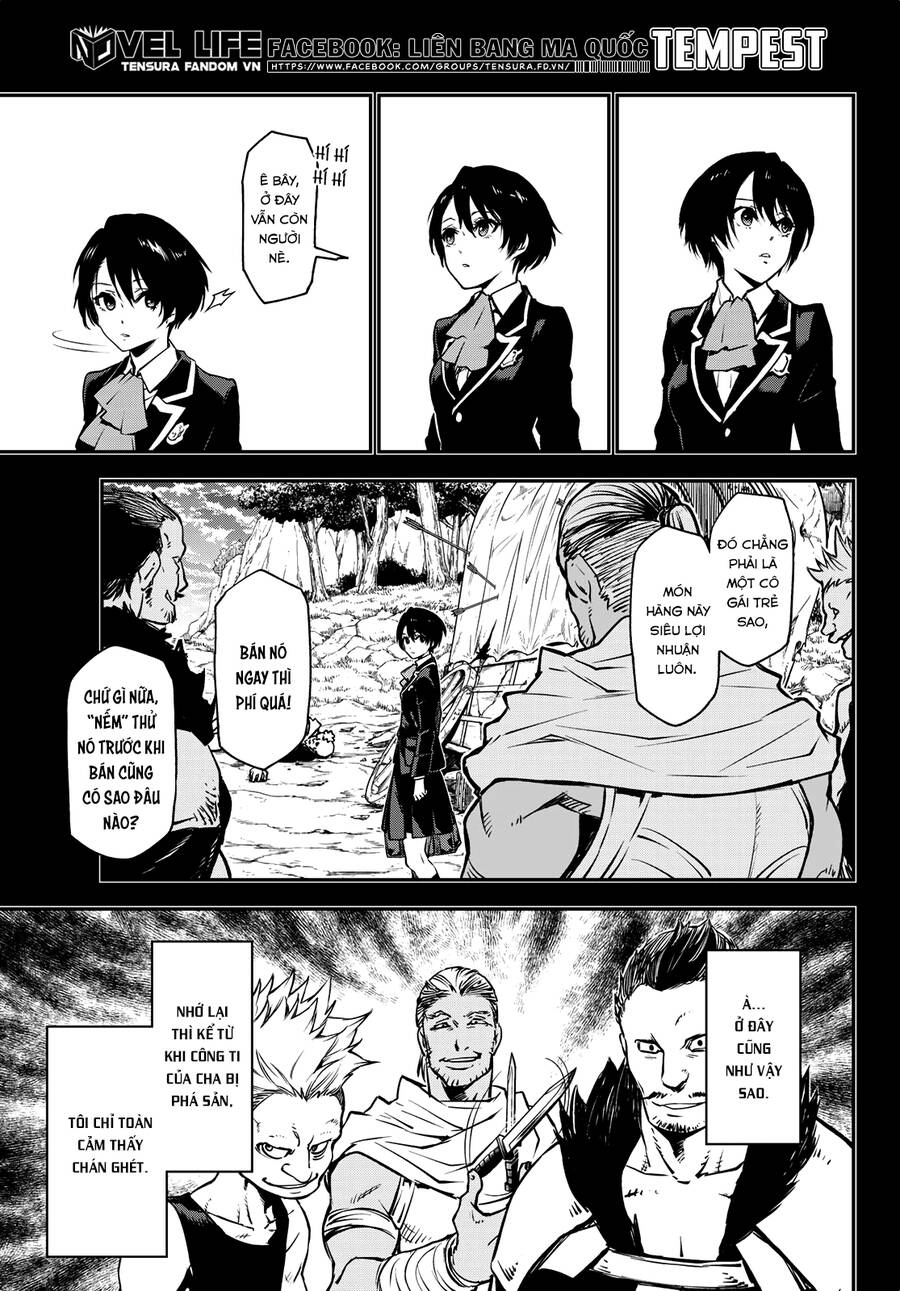 NOVEL LIFE
TENSURA FANDOM VN
FACEBOOK: LIÊN BANG MA QUỐC
HTTPS://WWW.FACEBOOK.COM/GROUPS/TENSURA.FD.VN/
TEMPEST
HÍ HÍ
HÍ HÍ
Ê BÂY,
Ở ĐÂY
VẪN CÒN
NGƯỜI
NÈ.
ĐÓ CHẲNG
PHẢI LÀ
MỘT CÔ
GÁI TRẺ
SAO,
MÓN
HÀNG NÀY
SIÊU LỢI
NHUẬN
LUÔN.
BÁN NÓ
NGAY THÌ
PHÍ QUÁ!
CHỨ GÌ NỮA,
“NẾM” THỬ
NÓ TRƯỚC KHI
BÁN CŨNG
CÓ SAO ĐÂU
NÀO?
À...
Ở ĐÂY
CŨNG
NHƯ VẬY
SAO.
NHỚ LẠI
THÌ KỂ TỪ
KHI CÔNG TI
CỦA CHA BỊ
PHÁ SẢN,
TÔI CHỈ TOÀN
CẢM THẤY
CHÁN GHÉT.